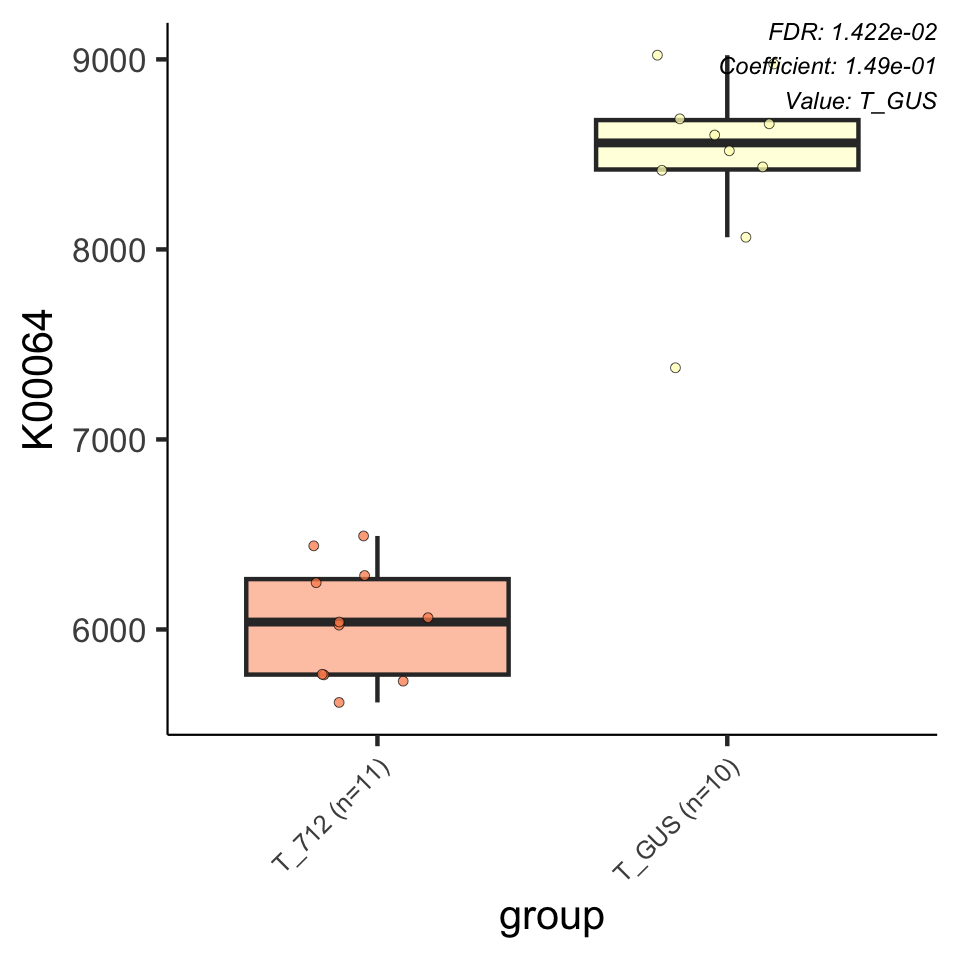 FDR: 1.422e-02
Coefficient: 1.49e-01
Value: T_GUS
9000
8000
7000
6000
K00064
T_712 (n=11)
T_GUS (n=10)
group